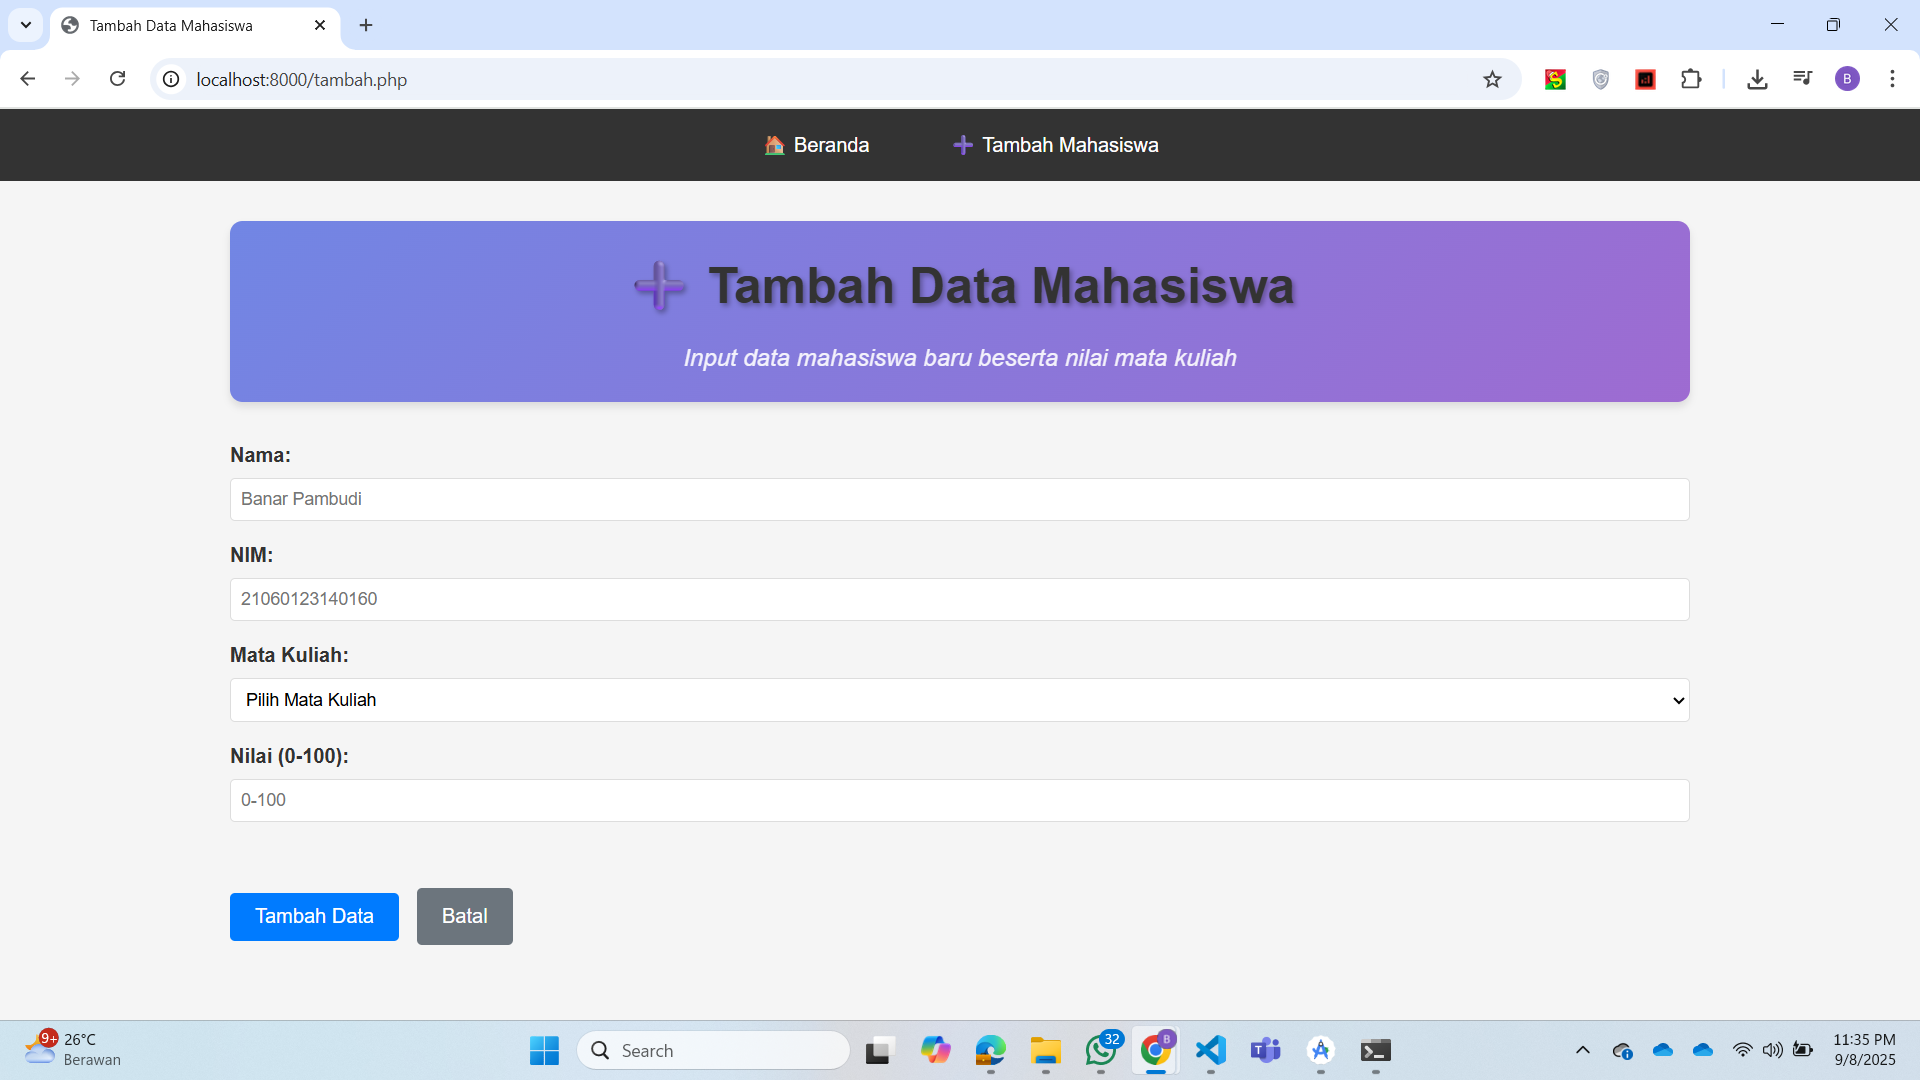 Tambah Data Mahasiswa
localhost:8000/tambah.php
B
Beranda
Tambah Mahasiswa
Tambah Data Mahasiswa
Input data mahasiswa baru beserta nilai mata kuliah
Nama:
Banar Pambudi
NIM:
21060123140160
Mata Kuliah:
Pilih Mata Kuliah
Nilai (0-100):
0-100
Tambah Data
Batal
9+
26°C
Berawan
Search
32
B
11:35 PM
9/8/2025